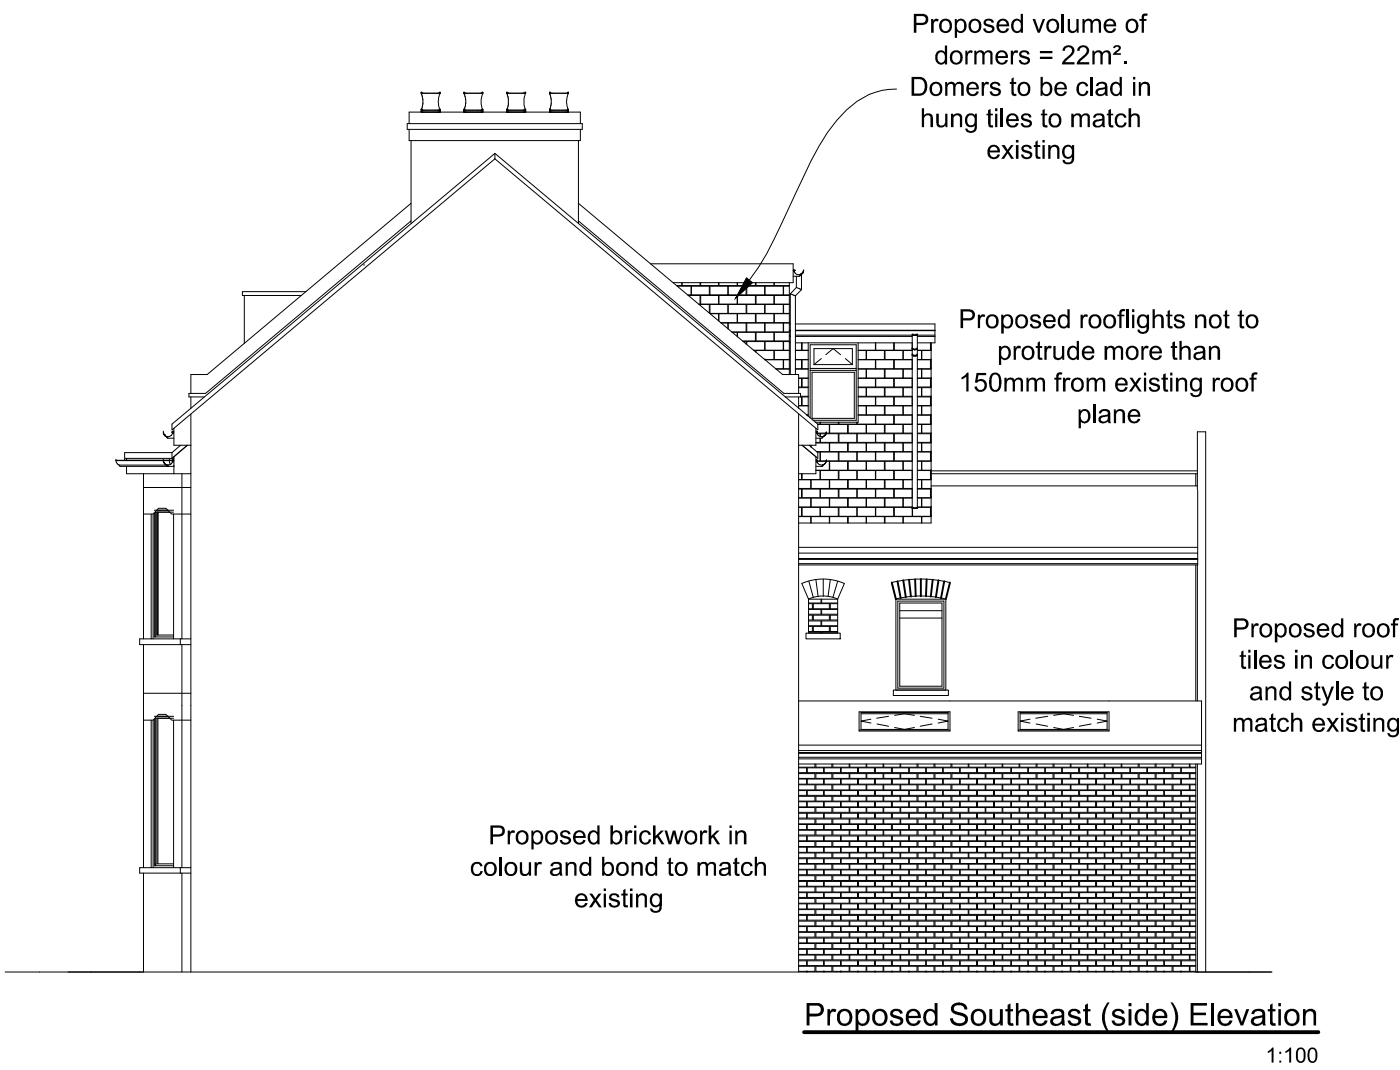 Proposed volume of
dormers = 22m².
Domers to be clad in
hung tiles to match
existing
Proposed rooflights not to
protrude more than
150mm from existing roof
plane
Proposed roof
tiles in colour
and style to
match existing
Proposed brickwork in
colour and bond to match
existing
Proposed Southeast (side) Elevation
1:100